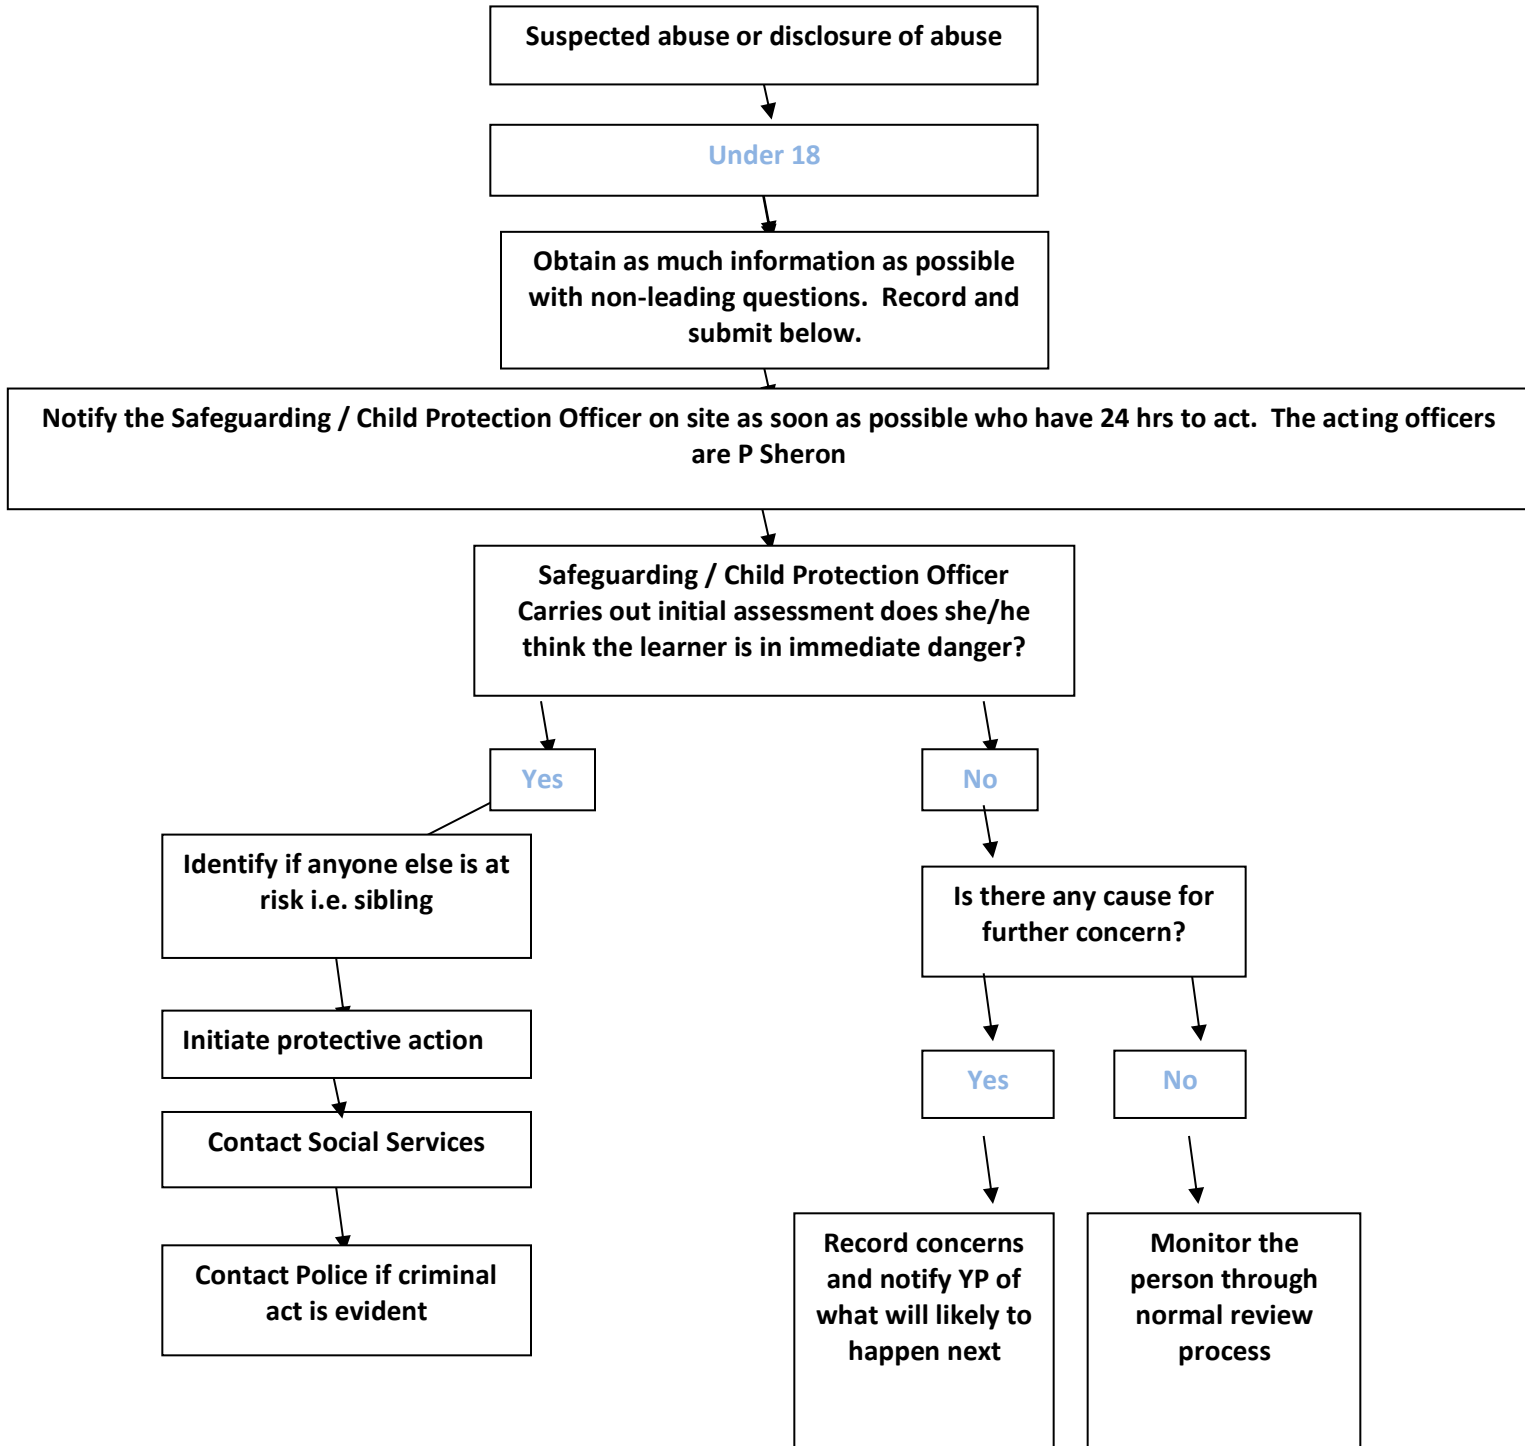 Suspected abuse or disclosure of abuse
Under 18
Obtain as much information as possible
with non-leading questions.  Record and
submit below.
Notify the Safeguarding / Child Protection Officer on site as soon as possible who have 24 hrs to act.  The acting officers
are P Sheron
Safeguarding / Child Protection Officer
Carries out initial assessment does she/he
think the learner is in immediate danger?
Yes
No
Identify if anyone else is at
risk i.e. sibling
Is there any cause for
further concern?
Initiate protective action
Yes
No
Contact Social Services
Contact Police if criminal
act is evident
Record concerns
and notify YP of
what will likely to
happen next
Monitor the
person through
normal review
process